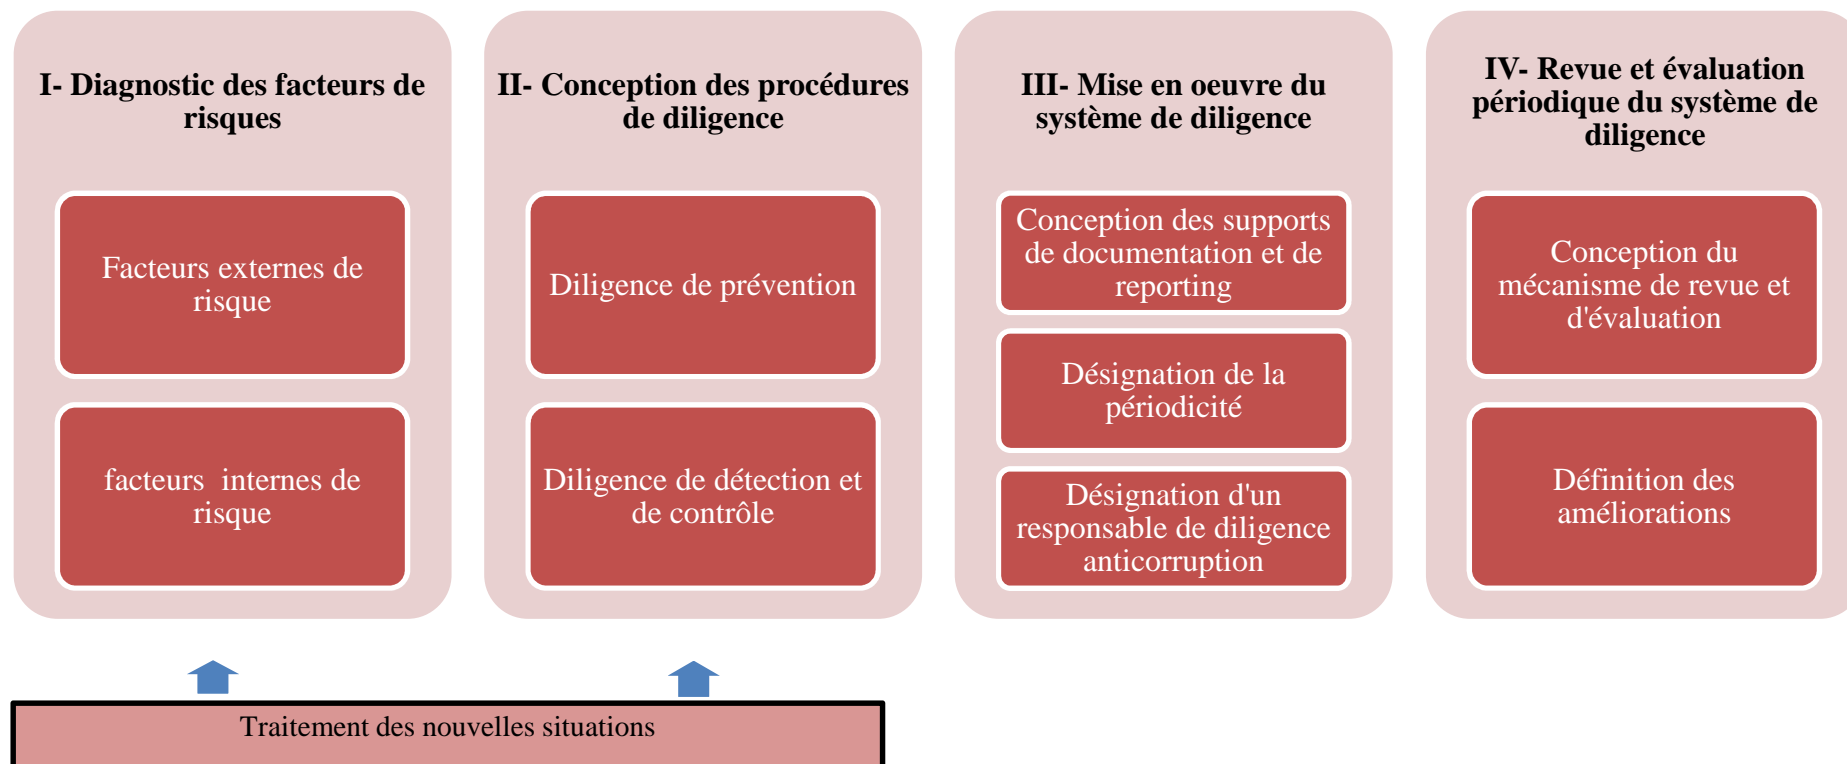 I- Diagnostic des facteurs de
risques
Facteurs externes de
risque
facteurs  internes de
risque
II- Conception des procédures
de diligence
Diligence de prévention
Diligence de détection et
de contrôle
III- Mise en oeuvre du
système de diligence
Conception des supports
de documentation et de
reporting
Désignation de la
périodicité
Désignation d'un
responsable de diligence
anticorruption
IV- Revue et évaluation
périodique du système de
diligence
Conception du
mécanisme de revue et
d'évaluation
Définition des
améliorations
Traitement des nouvelles situations